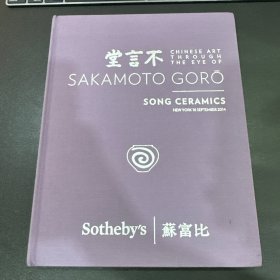 堂言不
CHINESE ART
THROUGH
THE EYE OF
SAKAMOTO GORŌ
SONG CERAMICS
NEW YORK 16 SEPTEMBER 2014
Sotheby's | 蘇富比